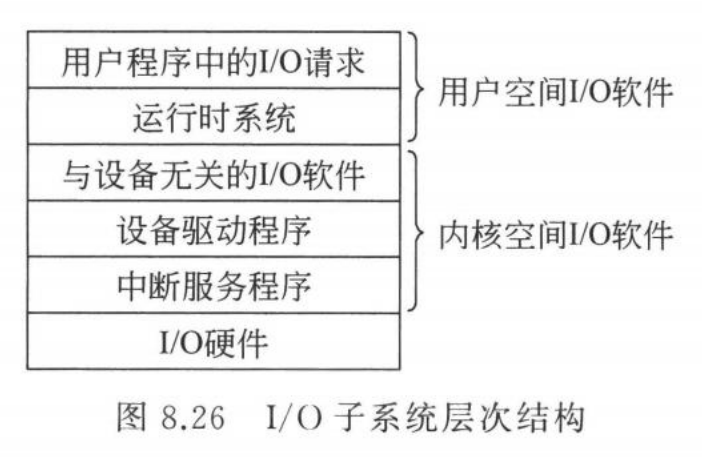 用户程序中的I/O请求
运行时系统
用户空间I/O软件
与设备无关的I/O软件
设备驱动程序
中断服务程序
内核空间I/O软件
I/O硬件
图 8.26 I/O 子系统层次结构